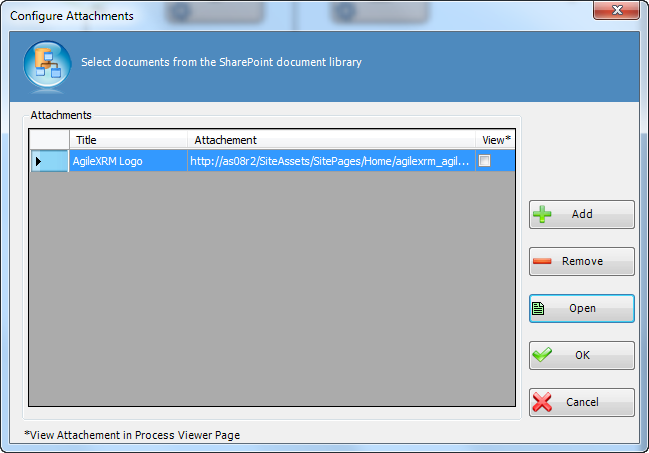 Configure Attachments
Select documents from the SharePoint document library
Attachments
Title Attachement View*
AgileXRM Logo http://as08r2/SiteAssets/SitePages/Home/agilexrm_agil...
Add
Remove
Open
OK
Cancel
*View Attachement in Process Viewer Page